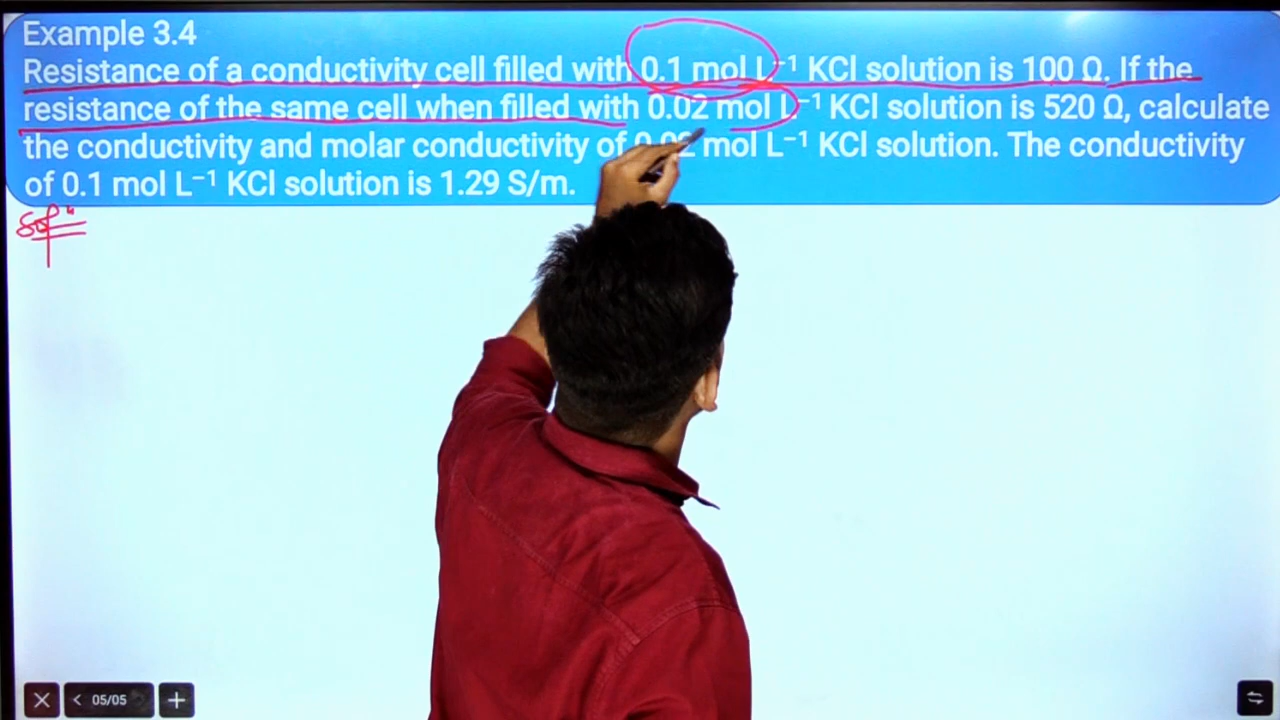 Example 3.4
Resistance of a conductivity cell filled with 0.1 mol L⁻¹ KCl solution is 100 Ω. If the
resistance of the same cell when filled with 0.02 mol L⁻¹ KCl solution is 520 Ω, calculate
the conductivity and molar conductivity of 0.02 mol L⁻¹ KCl solution. The conductivity
of 0.1 mol L⁻¹ KCl solution is 1.29 S/m.
Solⁿ
05/05